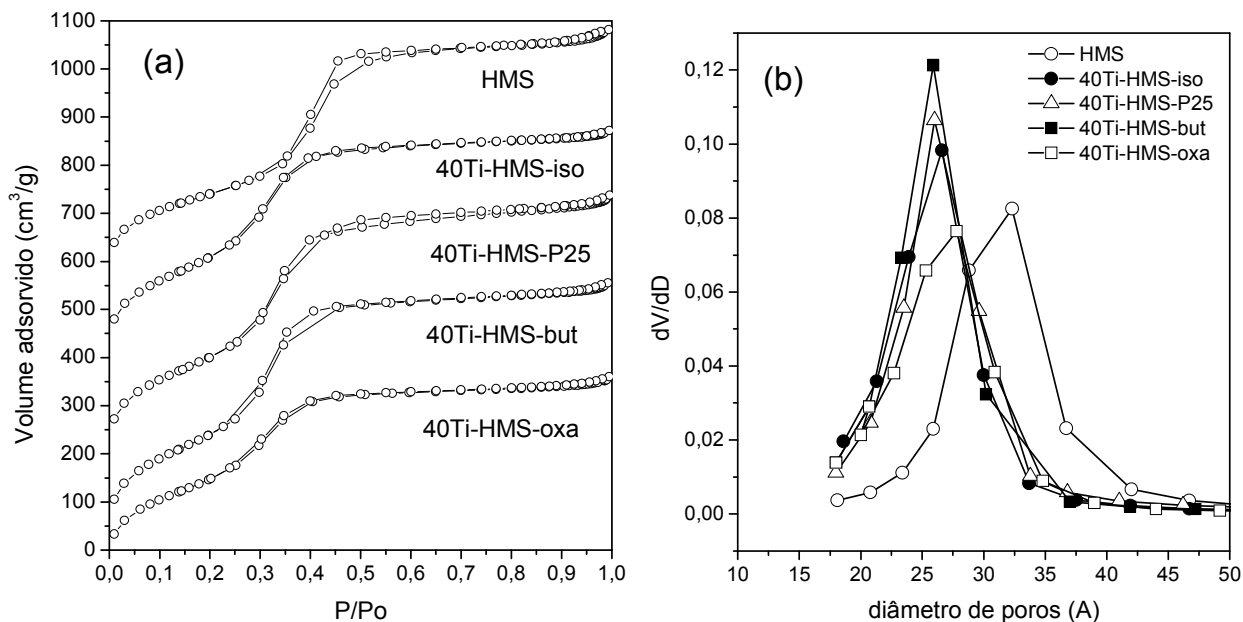 (a)
Volume adsorvido (cm³/g)
1100
1000
900
800
700
600
500
400
300
200
100
0
HMS
40Ti-HMS-iso
40Ti-HMS-P25
40Ti-HMS-but
40Ti-HMS-oxa
0,0 0,1 0,2 0,3 0,4 0,5 0,6 0,7 0,8 0,9 1,0
P/Po
(b)
dV/dD
0,12
0,10
0,08
0,06
0,04
0,02
0,00
HMS
40Ti-HMS-iso
40Ti-HMS-P25
40Ti-HMS-but
40Ti-HMS-oxa
10 15 20 25 30 35 40 45 50
diâmetro de poros (A)